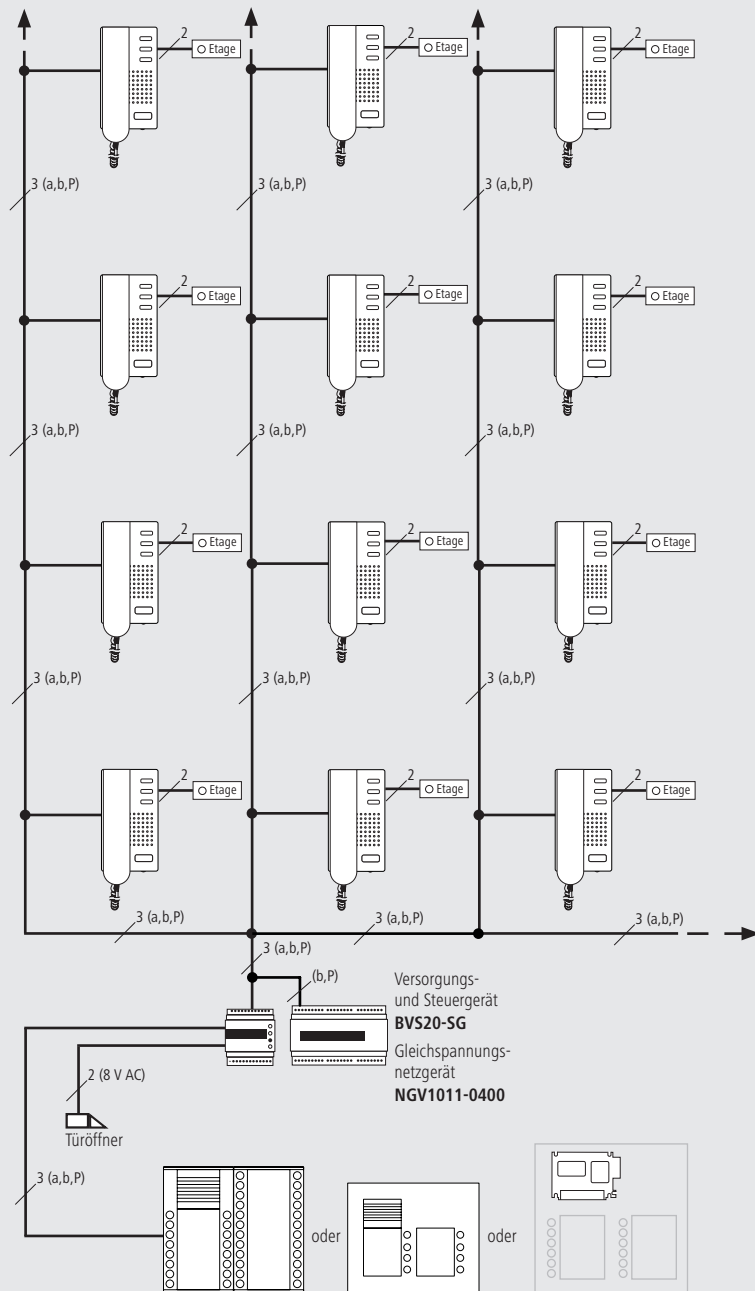 2 Etage 2 Etage 2 Etage
3 (a,b,P) 3 (a,b,P) 3 (a,b,P)
2 Etage 2 Etage 2 Etage
3 (a,b,P) 3 (a,b,P) 3 (a,b,P)
2 Etage 2 Etage 2 Etage
3 (a,b,P) 3 (a,b,P) 3 (a,b,P)
2 Etage 2 Etage 2 Etage
3 (a,b,P) 3 (a,b,P) 3 (a,b,P)
3 (a,b,P)
(b,P)
Versorgungs-
und Steuergerät
BVS20-SG
Gleichspannungs-
netzgerät
NGV1011-0400
2 (8 V AC)
Türöffner
3 (a,b,P)
oder oder